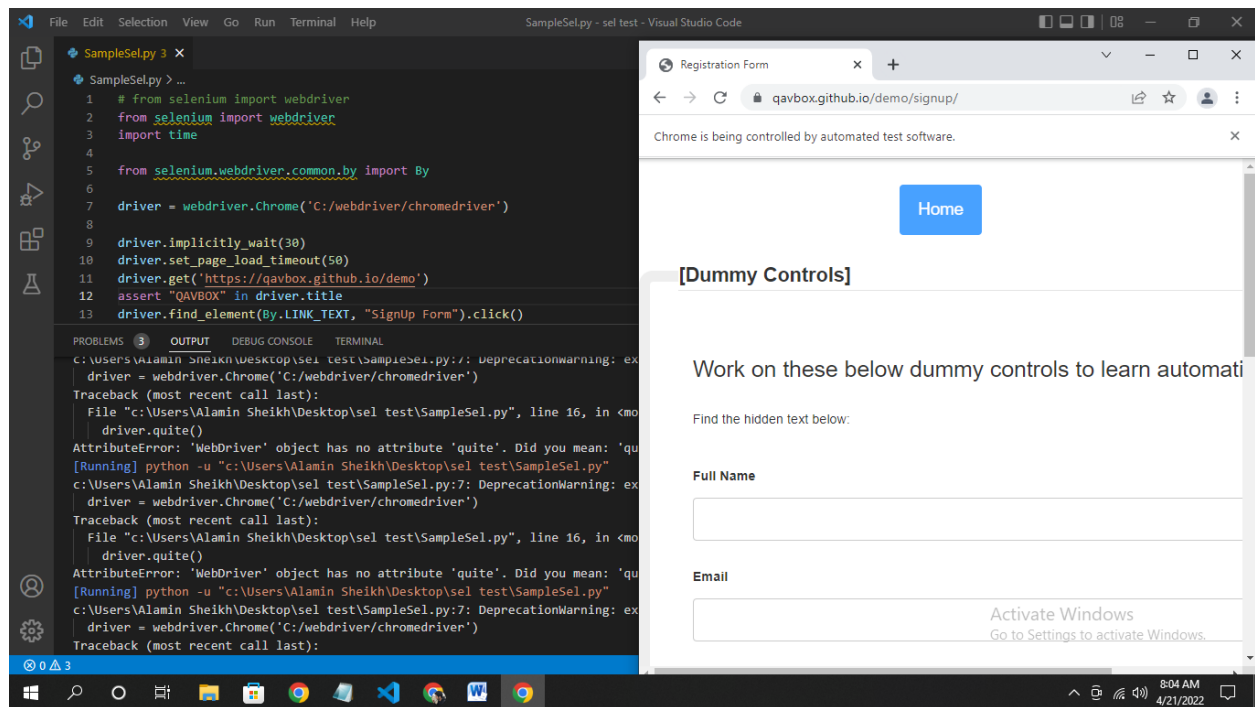 File Edit Selection View Go Run Terminal Help
SampleSel.py - sel test - Visual Studio Code
SampleSel.py 3
SampleSel.py > ...
1 # from selenium import webdriver
2 from selenium import webdriver
3 import time
4
5 from selenium.webdriver.common.by import By
6
7 driver = webdriver.Chrome('C:/webdriver/chromedriver')
8
9 driver.implicitly_wait(30)
10 driver.set_page_load_timeout(50)
11 driver.get('https://qavbox.github.io/demo')
12 assert "QAVBOX" in driver.title
13 driver.find_element(By.LINK_TEXT, "SignUp Form").click()
PROBLEMS 3 OUTPUT DEBUG CONSOLE TERMINAL
c:\Users\Alamin Sheikh\Desktop\sel test\SampleSel.py:7: DeprecationWarning: ex
driver = webdriver.Chrome('C:/webdriver/chromedriver')
Traceback (most recent call last):
File "c:\Users\Alamin Sheikh\Desktop\sel test\SampleSel.py", line 16, in <mo
driver.quite()
AttributeError: 'WebDriver' object has no attribute 'quite'. Did you mean: 'qu
[Running] python -u "c:\Users\Alamin Sheikh\Desktop\sel test\SampleSel.py"
c:\Users\Alamin Sheikh\Desktop\sel test\SampleSel.py:7: DeprecationWarning: ex
driver = webdriver.Chrome('C:/webdriver/chromedriver')
Traceback (most recent call last):
File "c:\Users\Alamin Sheikh\Desktop\sel test\SampleSel.py", line 16, in <mo
driver.quite()
AttributeError: 'WebDriver' object has no attribute 'quite'. Did you mean: 'qu
[Running] python -u "c:\Users\Alamin Sheikh\Desktop\sel test\SampleSel.py"
c:\Users\Alamin Sheikh\Desktop\sel test\SampleSel.py:7: DeprecationWarning: ex
driver = webdriver.Chrome('C:/webdriver/chromedriver')
Traceback (most recent call last):
0 3
Registration Form
qavbox.github.io/demo/signup/
Chrome is being controlled by automated test software.
Home
[Dummy Controls]
Work on these below dummy controls to learn automati
Find the hidden text below:
Full Name
Email
Activate Windows
Go to Settings to activate Windows.
8:04 AM
4/21/2022